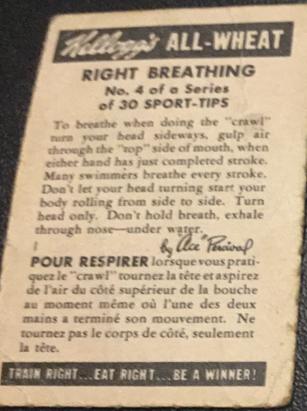 Kellogg's ALL-WHEAT
RIGHT BREATHING
No. 4 of a Series
of 30 SPORT-TIPS
To breathe when doing the "crawl"
turn your head sideways, gulp air
through the "top" side of mouth, when
either hand has just completed stroke.
Many swimmers breathe every stroke.
Don't let your head turning start your
body rolling from side to side. Turn
head only. Don't hold breath, exhale
through nose—under water.
by "Ace" Percival
POUR RESPIRER lorsque vous prati-
quez le "crawl" tournez la tête et aspirez
de l'air du côté supérieur de la bouche
au moment même où l'une des deux
mains a terminé son mouvement. Ne
tournez pas le corps de côté, seulement
la tête.
TRAIN RIGHT...EAT RIGHT...BE A WINNER!